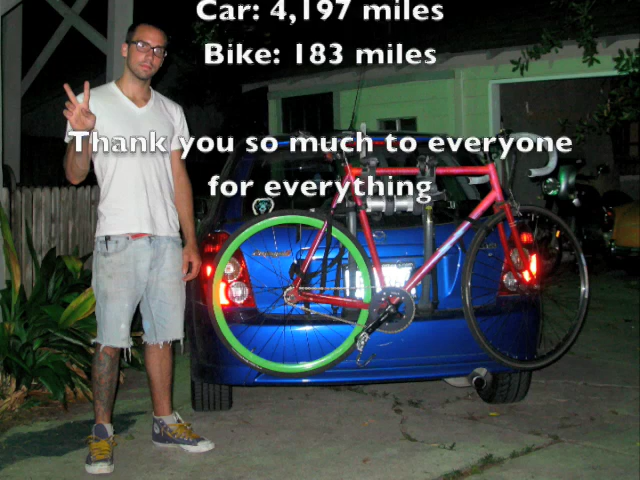 Car: 4,197 miles
Bike: 183 miles
Thank you so much to everyone
for everything